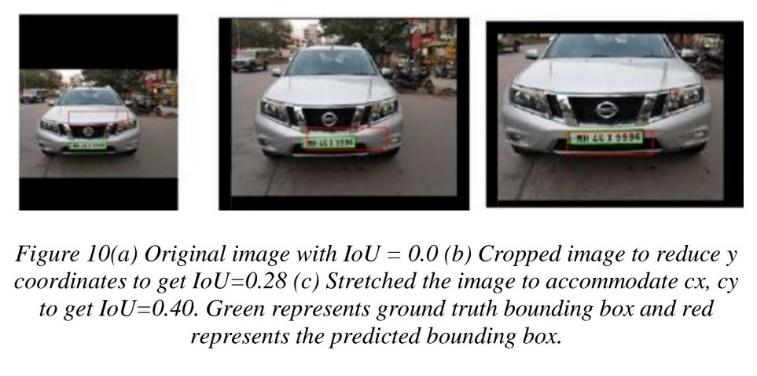 MH 46 X 9996
MH 46 X 9996
Figure 10(a) Original image with IoU = 0.0 (b) Cropped image to reduce y
coordinates to get IoU=0.28 (c) Stretched the image to accommodate cx, cy
to get IoU=0.40. Green represents ground truth bounding box and red
represents the predicted bounding box.